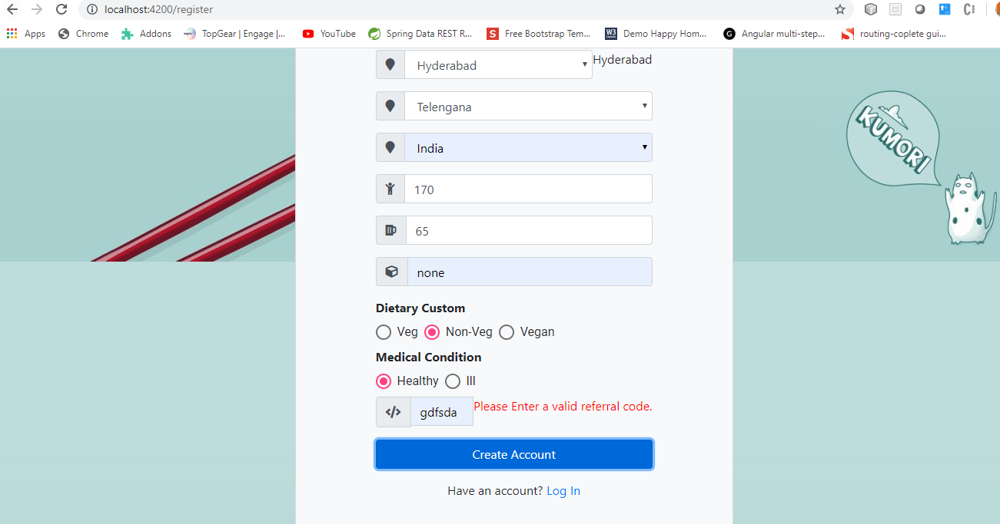 localhost:4200/register
Apps Chrome Addons TopGear | Engage |... YouTube Spring Data REST R... S Free Bootstrap Tem... W3 Demo Happy Hom... G Angular multi-step... routing-coplete gui...
Hyderabad Hyderabad
Telengana
India
170
65
none
Dietary Custom
Veg Non-Veg Vegan
Medical Condition
Healthy Ill
gdfsda Please Enter a valid referral code.
Create Account
Have an account? Log In
KUMORI